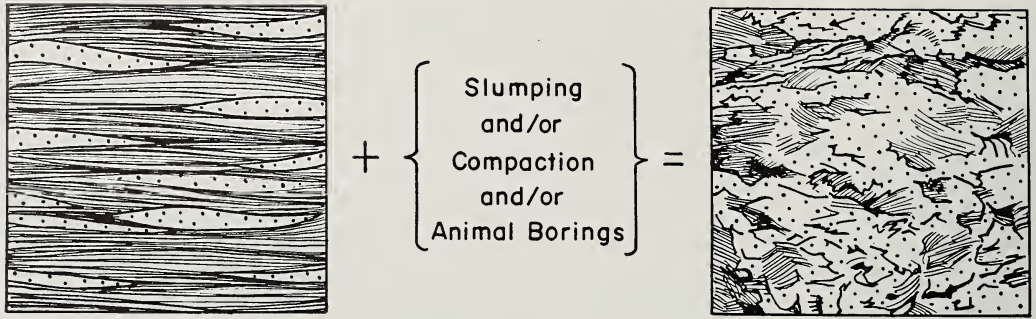 +
Slumping
and/or
Compaction
and/or
Animal Borings
=